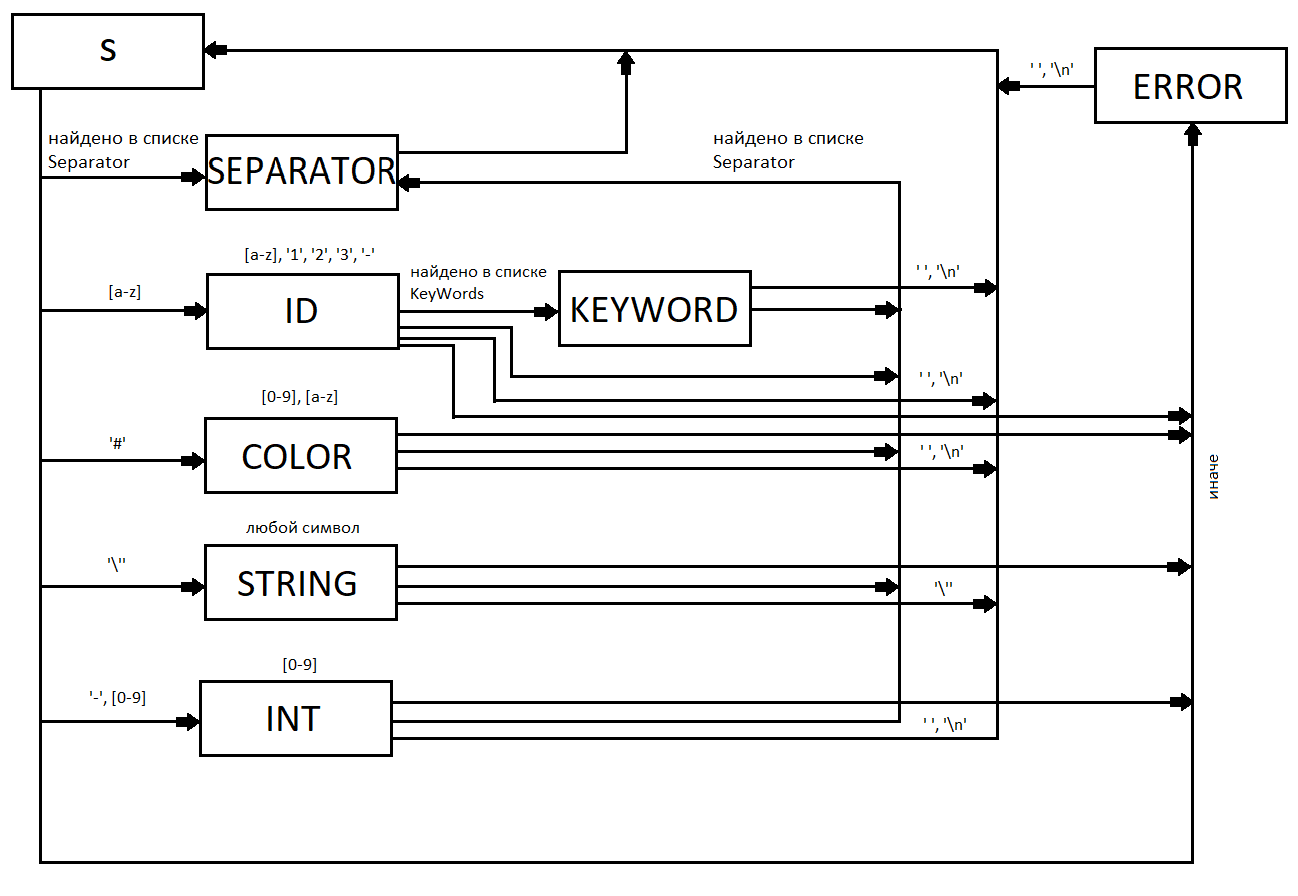 S
' ', '\n'
ERROR
найдено в списке
Separator
SEPARATOR
найдено в списке
Separator
[a-z], '1', '2', '3', '-'
[a-z]
ID
найдено в списке
KeyWords
KEYWORD
' ', '\n'
' ', '\n'
[0-9], [a-z]
'#'
COLOR
' ', '\n'
иначе
любой символ
'\''
STRING
'\''
[0-9]
'-', [0-9]
INT
' ', '\n'